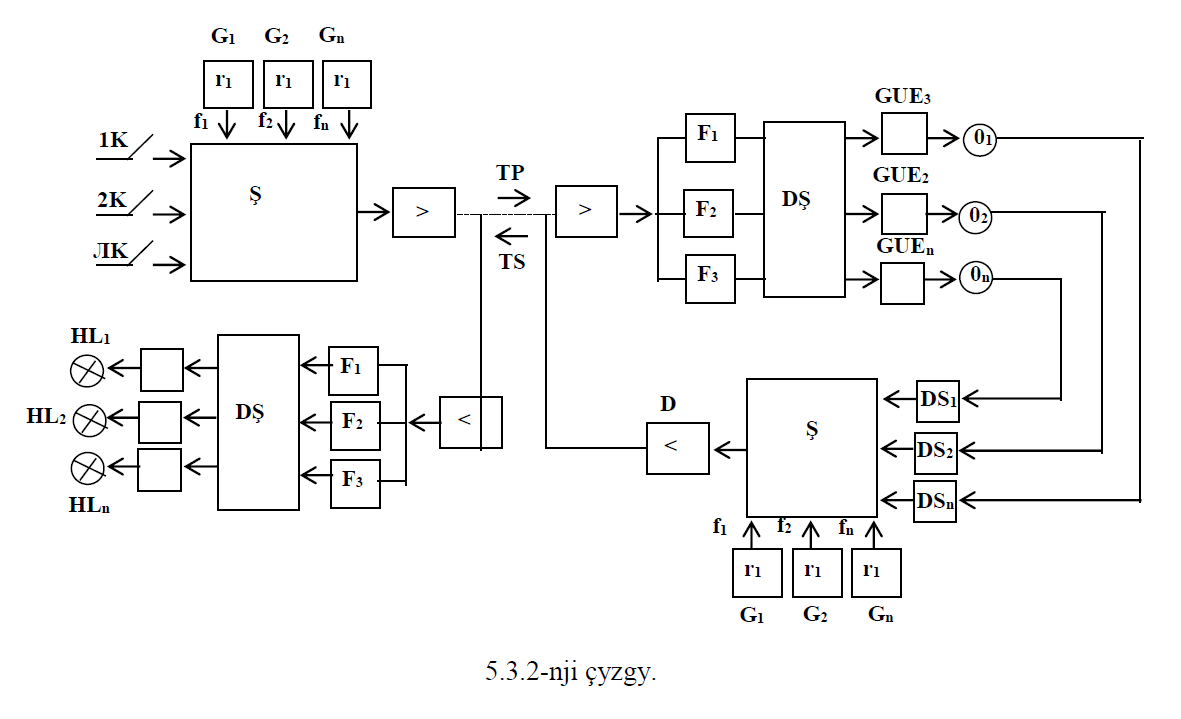 G1 G2 Gn
r1 r1 r1
f1 f2 fn
1K
2K
ЛК
Ş
>
TP
TS
>
F1
F2
F3
DŞ
GUE3
GUE2
GUEn
01
02
0n
HL1
HL2
HLn
DŞ
F1
F2
F3
<
D
<
Ş
DS1
DS2
DSn
f1 f2 fn
r1 r1 r1
G1 G2 Gn
5.3.2-nji çyzgy.